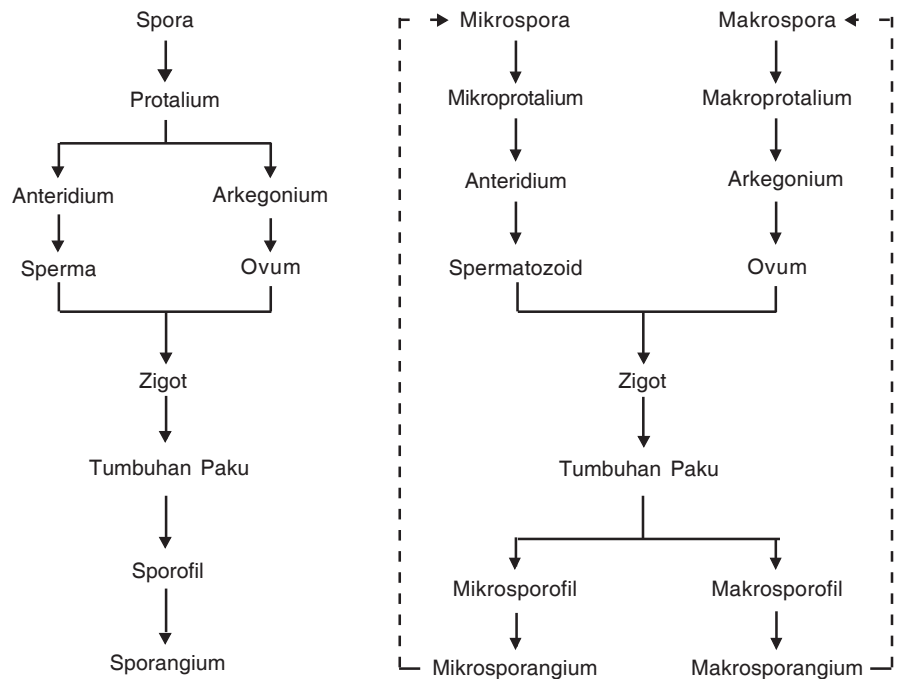 Spora
Protalium
Anteridium Arkegonium
Sperma Ovum
Zigot
Tumbuhan Paku
Sporofil
Sporangium
Mikrospora Makrospora
Mikroprotalium Makroprotalium
Anteridium Arkegonium
Spermatozoid Ovum
Zigot
Tumbuhan Paku
Mikrosporofil Makrosporofil
Mikrosporangium Makrosporangium